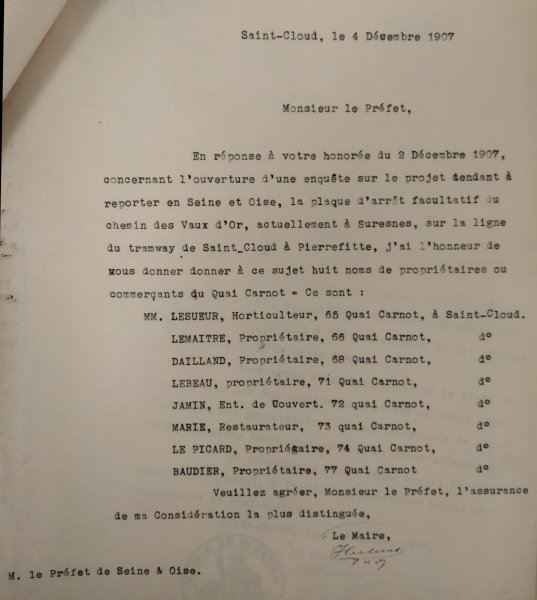 Saint-Cloud, le 4 Décembre 1907
Monsieur le Préfet,
En réponse à votre honorée du 2 Décembre 1907,
concernant l'ouverture d'une enquête sur le projet tendant à
reporter en Seine et Oise, la plaque d'arrêt facultatif du
chemin des Vaux d'Or, actuellement à Suresnes, sur la ligne
du tramway de Saint_Cloud à Pierrefitte, j'ai l'honneur de
vous donner donner à ce sujet huit noms de propriétaires ou
commerçants du Quai Carnot = Ce sont :
MM. LESUEUR, Horticulteur, 65 Quai Carnot, à Saint-Cloud.
LEMAITRE, Propriétaire, 66 Quai Carnot, d°
DAILLAND, Propriétaire, 68 Quai Carnot, d°
LEBEAU, propriétaire, 71 Quai Carnot, d°
JAMIN, Ent. de Couvert. 72 quai Carnot, d°
MARIE, Restaurateur, 73 quai Carnot, d°
LE PICARD, Propriétaire, 74 Quai Carnot, d°
BAUDIER, Propriétaire, 77 Quai Carnot d°
Veuillez agréer, Monsieur le Préfet, l'assurance
de ma Considération la plus distinguée,
Le Maire,
M. le Préfet de Seine & Oise.